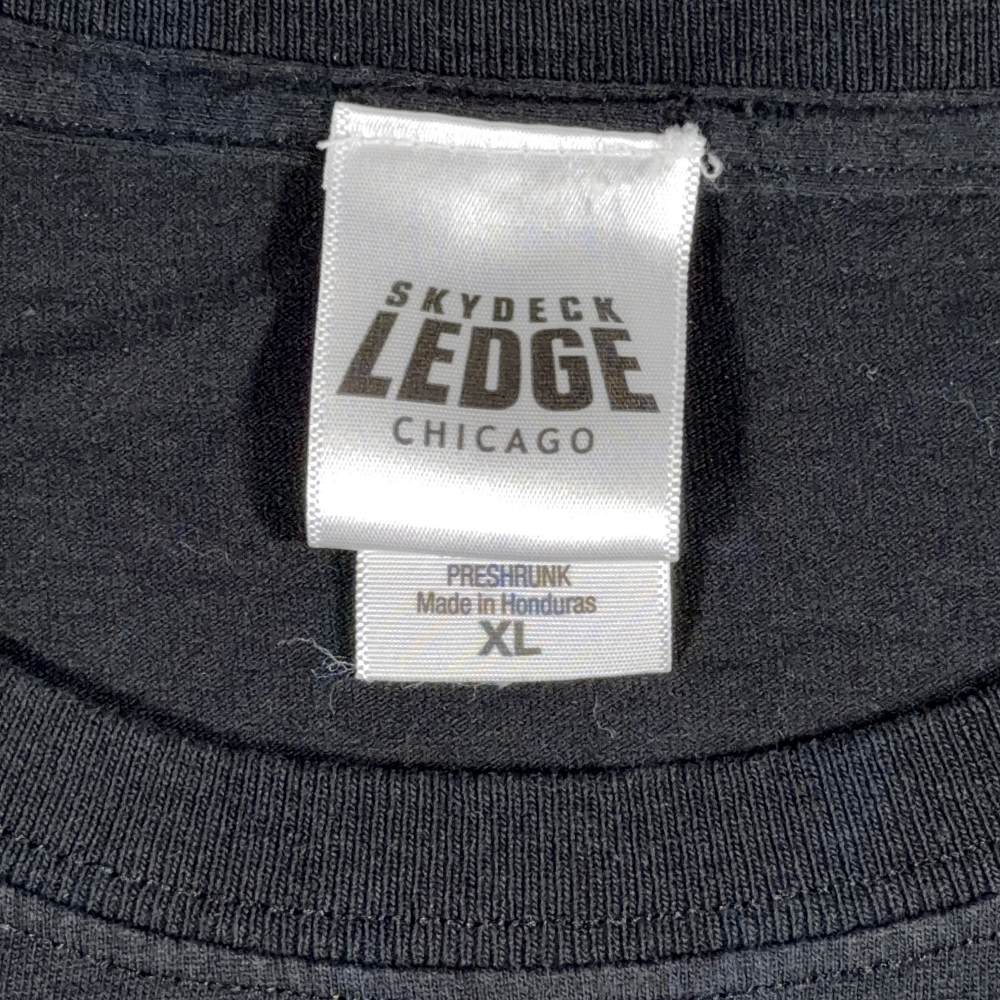 SKYDECK
LEDGE
CHICAGO
PRESHRUNK
Made in Honduras
XL